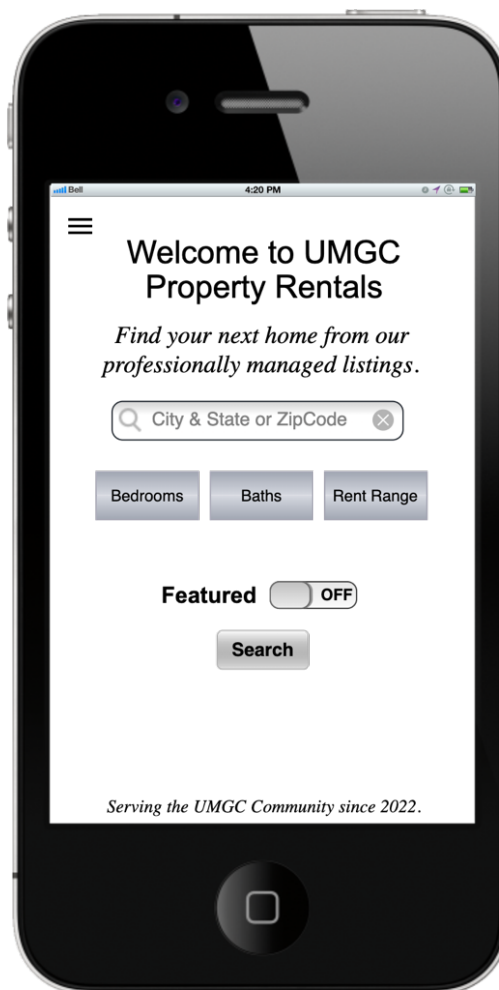 Bell 4:20 PM
Welcome to UMGC
Property Rentals
Find your next home from our
professionally managed listings.
City & State or ZipCode
Bedrooms Baths Rent Range
Featured OFF
Search
Serving the UMGC Community since 2022.